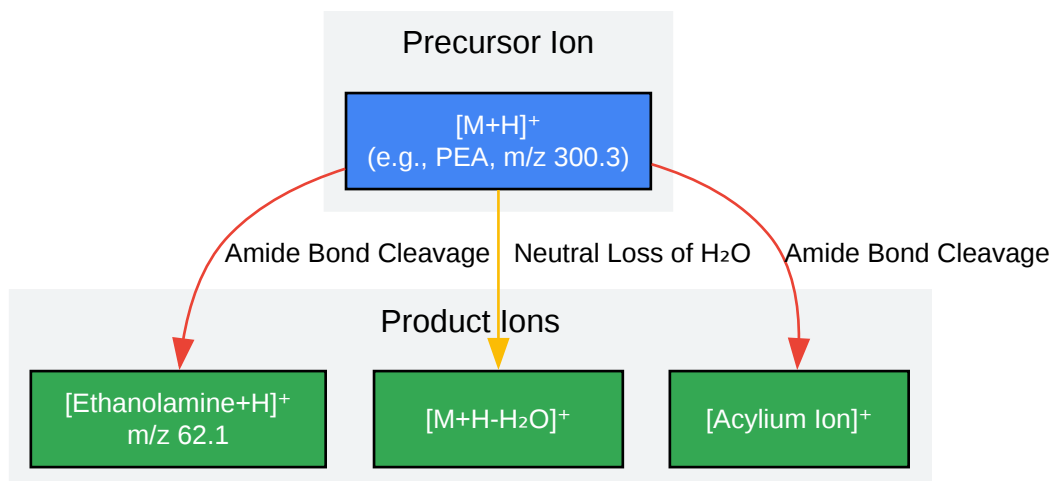 Precursor Ion
[M+H]⁺
(e.g., PEA, m/z 300.3)
Amide Bond Cleavage
Neutral Loss of H₂O
Amide Bond Cleavage
Product Ions
[Ethanolamine+H]⁺
m/z 62.1
[M+H-H₂O]⁺
[Acylium Ion]⁺